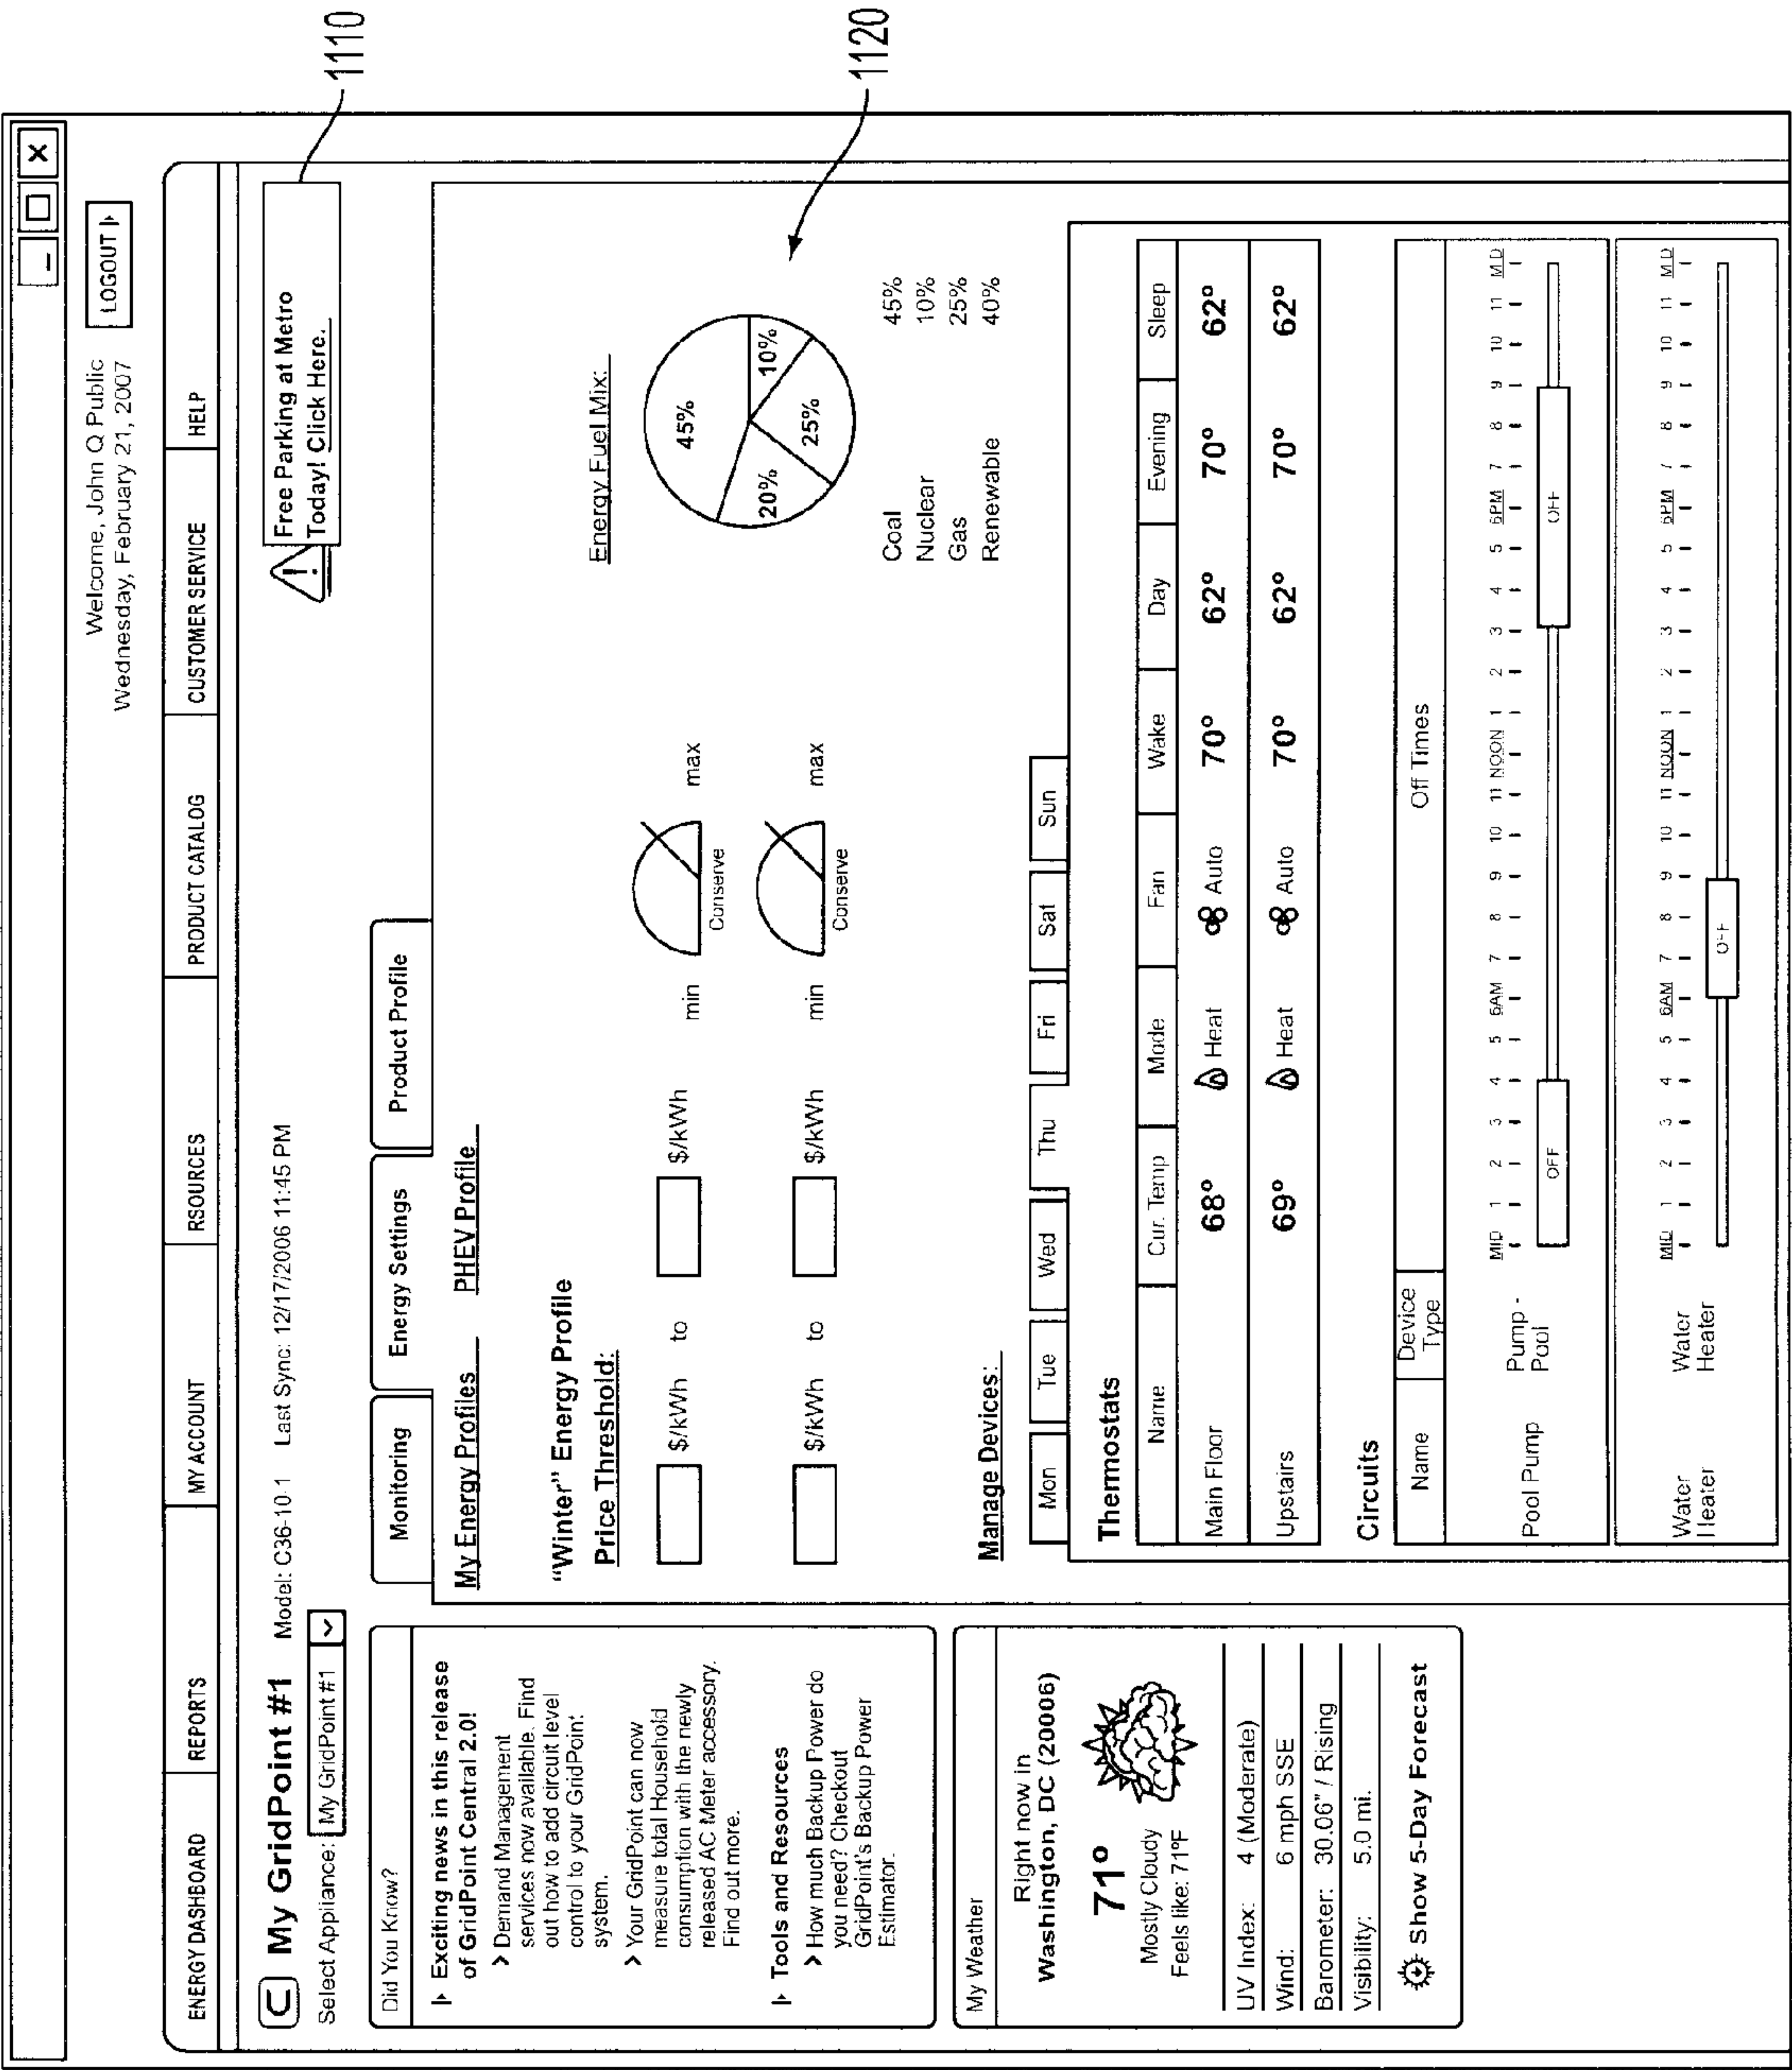 Welcome, John Q Public
Wednesday, February 21, 2007
LOGOUT
ENERGY DASHBOARD REPORTS MY ACCOUNT RSOURCES PRODUCT CATALOG CUSTOMER SERVICE HELP
My GridPoint #1 Model: C36-10-1 Last Sync: 12/17/2006 11:45 PM
Select Appliance: My GridPoint #1
! Free Parking at Metro
Today! Click Here.
1110
Did You Know?
Exciting news in this release
of GridPoint Central 2.0!
Demand Management
services now available. Find
out how to add circuit level
control to your GridPoint
system.
Your GridPoint can now
measure total Household
consumption with the newly
released AC Meter accessory.
Find out more.
Tools and Resources
How much Backup Power do
you need? Checkout
GridPoint's Backup Power
Estimator.
My Weather
Right now in
Washington, DC (20006)
71°
Mostly Cloudy
Feels like: 71°F
UV Index: 4 (Moderate)
Wind: 6 mph SSE
Barometer: 30.06" / Rising
Visibility: 5.0 mi.
Show 5-Day Forecast
Monitoring Energy Settings Product Profile
My Energy Profiles PHEV Profile
"Winter" Energy Profile
Price Threshold:
$/kWh to $/kWh min max
Conserve
$/kWh to $/kWh min max
Conserve
Energy Fuel Mix:
45%
10%
25%
20%
1120
Coal 45%
Nuclear 10%
Gas 25%
Renewable 40%
Manage Devices:
Mon Tue Wed Thu Fri Sat Sun
Thermostats
Name Cur. Temp Mode Fan Wake Day Evening Sleep
Main Floor 68° Heat Auto 70° 62° 70° 62°
Upstairs 69° Heat Auto 70° 62° 70° 62°
Circuits
Name Device Type Off Times
Pool Pump Pump - Pool
MID 1 2 3 4 5 6AM 7 8 9 10 11 NOON 1 2 3 4 5 6PM 7 8 9 10 11 MD
OFF OFF
Water Heater Water Heater
MID 1 2 3 4 5 6AM 7 8 9 10 11 NOON 1 2 3 4 5 6PM 7 8 9 10 11 MD
OFF